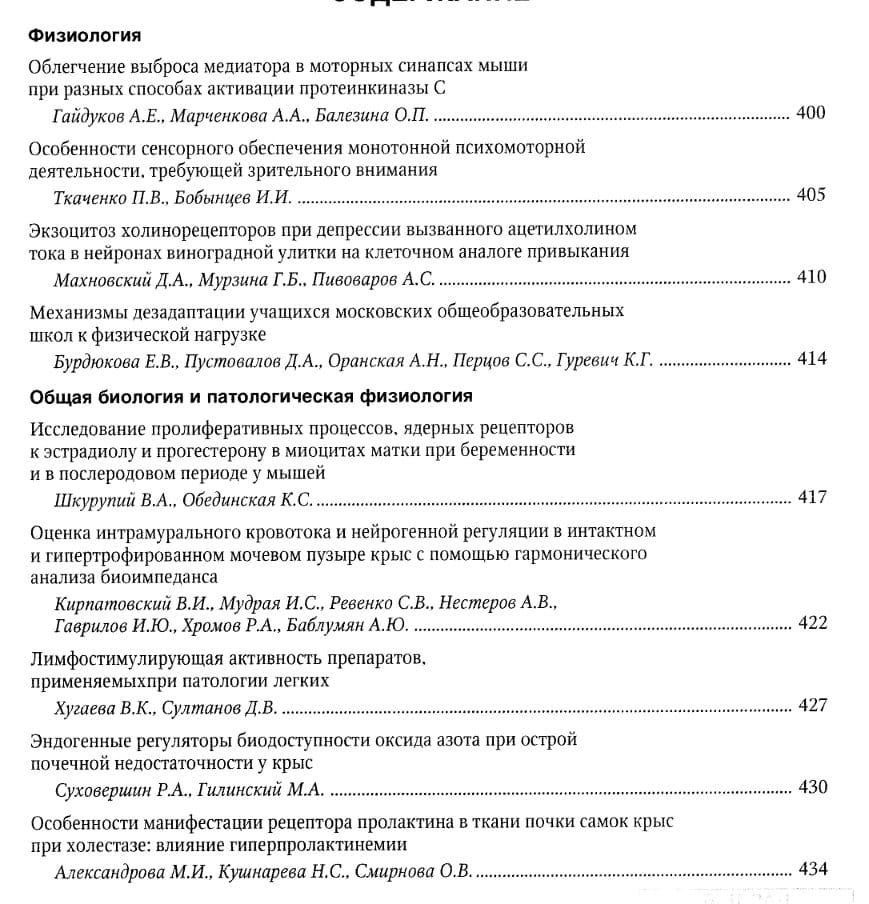 СОДЕРЖАНИЕ
Физиология
Облегчение выброса медиатора в моторных синапсах мыши
при разных способах активации протеинкиназы С
Гайдуков А.Е., Марченкова А.А., Балезина О.П. 400
Особенности сенсорного обеспечения монотонной психомоторной
деятельности, требующей зрительного внимания
Ткаченко П.В., Бобынцев И.И. 405
Экзоцитоз холинорецепторов при депрессии вызванного ацетилхолином
тока в нейронах виноградной улитки на клеточном аналоге привыкания
Махновский Д.А., Мурзина Г.Б., Пивоваров А.С. 410
Механизмы дезадаптации учащихся московских общеобразовательных
школ к физической нагрузке
Бурдюкова Е.В., Пустовалов Д.А., Оранская А.Н., Перцов С.С., Гуревич К.Г. 414
Общая биология и патологическая физиология
Исследование пролиферативных процессов, ядерных рецепторов
к эстрадиолу и прогестерону в миоцитах матки при беременности
и в послеродовом периоде у мышей
Шкурупий В.А., Обединская К.С. 417
Оценка интрамурального кровотока и нейрогенной регуляции в интактном
и гипертрофированном мочевом пузыре крыс с помощью гармонического
анализа биоимпеданса
Кирпатовский В.И., Мудрая И.С., Ревенко С.В., Нестеров А.В.,
Гаврилов И.Ю., Хромов Р.А., Баблумян А.Ю. 422
Лимфостимулирующая активность препаратов,
применяемыхпри патологии легких
Хугаева В.К., Султанов Д.В. 427
Эндогенные регуляторы биодоступности оксида азота при острой
почечной недостаточности у крыс
Суховершин Р.А., Гилинский М.А. 430
Особенности манифестации рецептора пролактина в ткани почки самок крыс
при холестазе: влияние гиперпролактинемии
Александрова М.И., Кушнарева Н.С., Смирнова О.В. 434